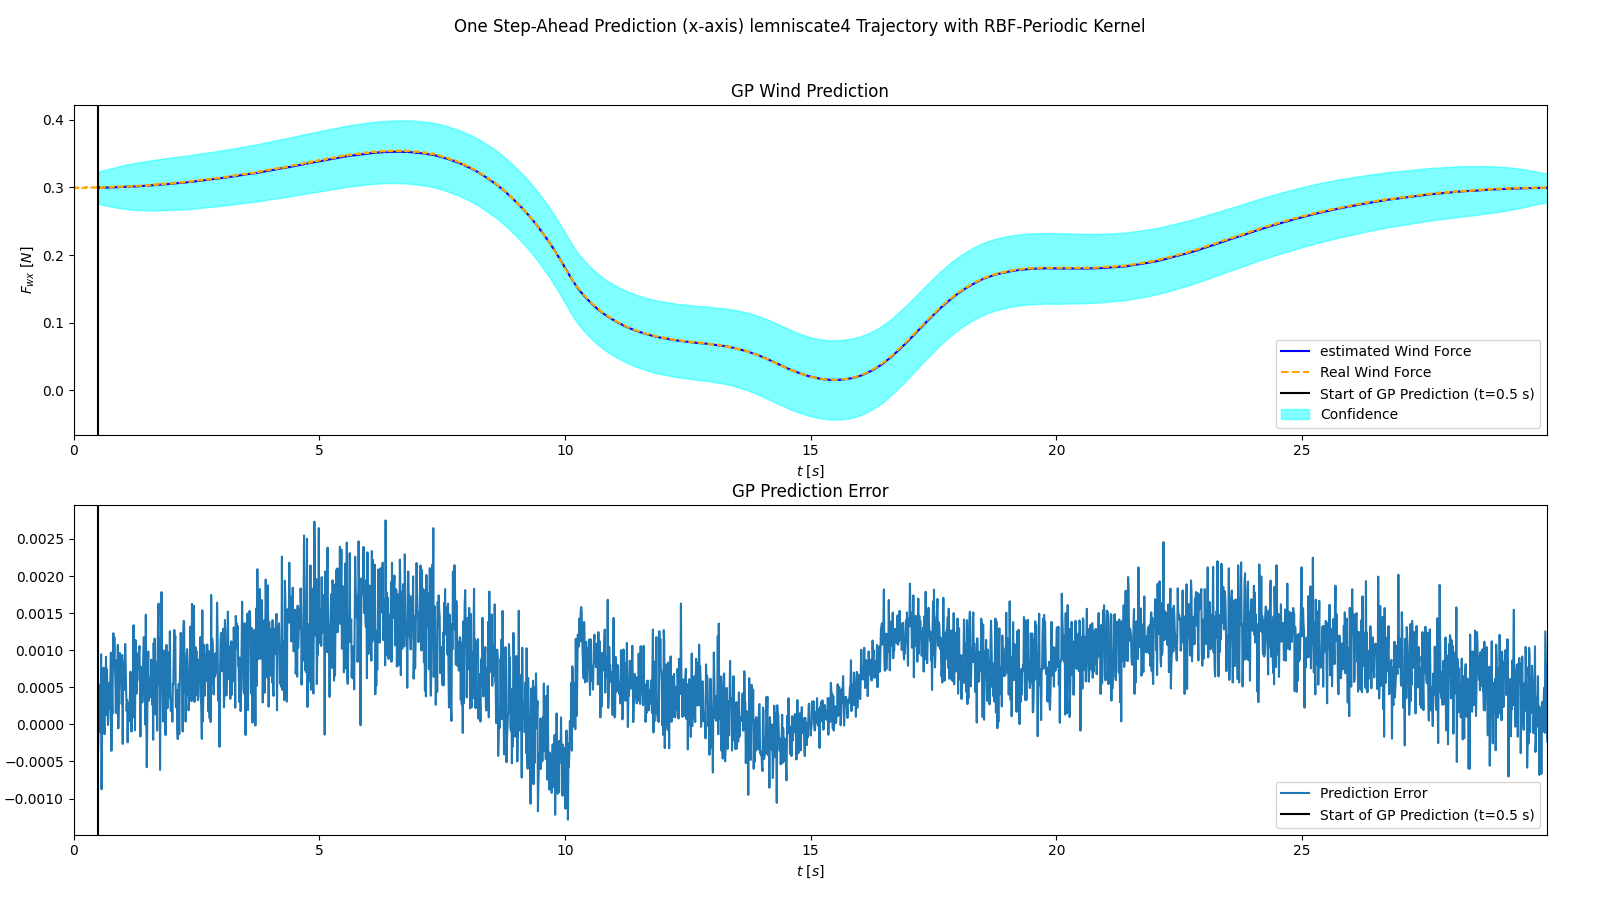 One Step-Ahead Prediction (x-axis) lemniscate4 Trajectory with RBF-Periodic Kernel
GP Wind Prediction
0.4
0.3
0.2
0.1
0.0
F_wx [N]
estimated Wind Force
Real Wind Force
Start of GP Prediction (t=0.5 s)
Confidence
0 5 10 15 20 25
t [s]
GP Prediction Error
0.0025
0.0020
0.0015
0.0010
0.0005
0.0000
−0.0005
−0.0010
Prediction Error
Start of GP Prediction (t=0.5 s)
0 5 10 15 20 25
t [s]